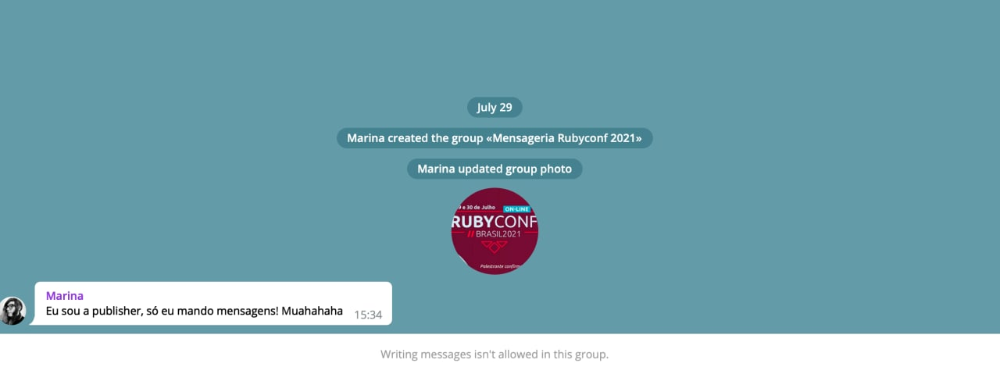 July 29
Marina created the group «Mensageria Rubyconf 2021»
Marina updated group photo
9 e 30 de Julho
ON-LINE
RUBYCONF
// BRASIL2021
Palestrante
Marina
Eu sou a publisher, só eu mando mensagens! Muahahaha
15:34
Writing messages isn't allowed in this group.